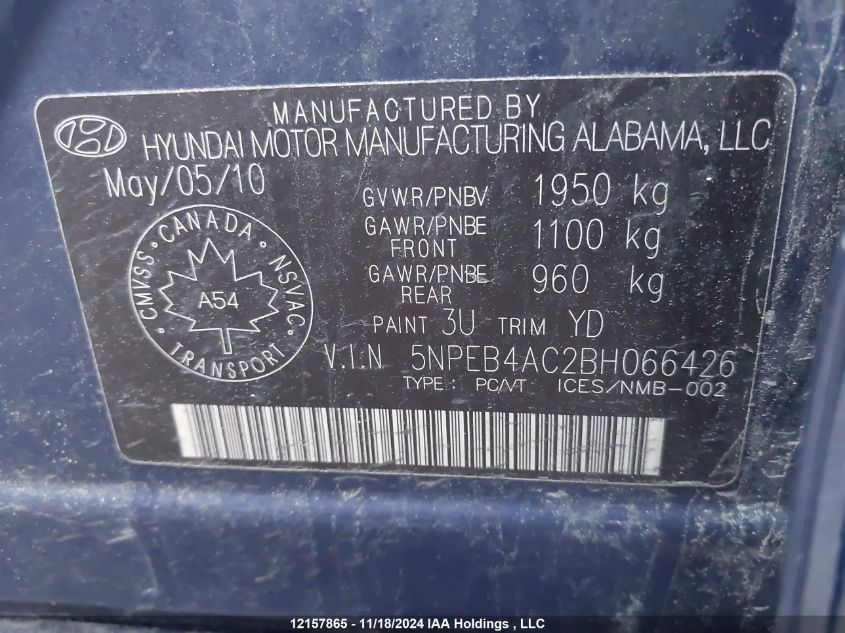 MANUFACTURED BY
HYUNDAI MOTOR MANUFACTURING ALABAMA, LLC
May/05/10
GVWR/PNBV 1950 kg
GAWR/PNBE FRONT 1100 kg
GAWR/PNBE REAR 960 kg
PAINT 3U TRIM YD
V.I.N 5NPEB4AC2BH066426
TYPE: PC/VT ICES/NMB-002
CMVSS • CANADA • NSVAC • TRANSPORT •
A54
12157865 - 11/18/2024 IAA Holdings , LLC